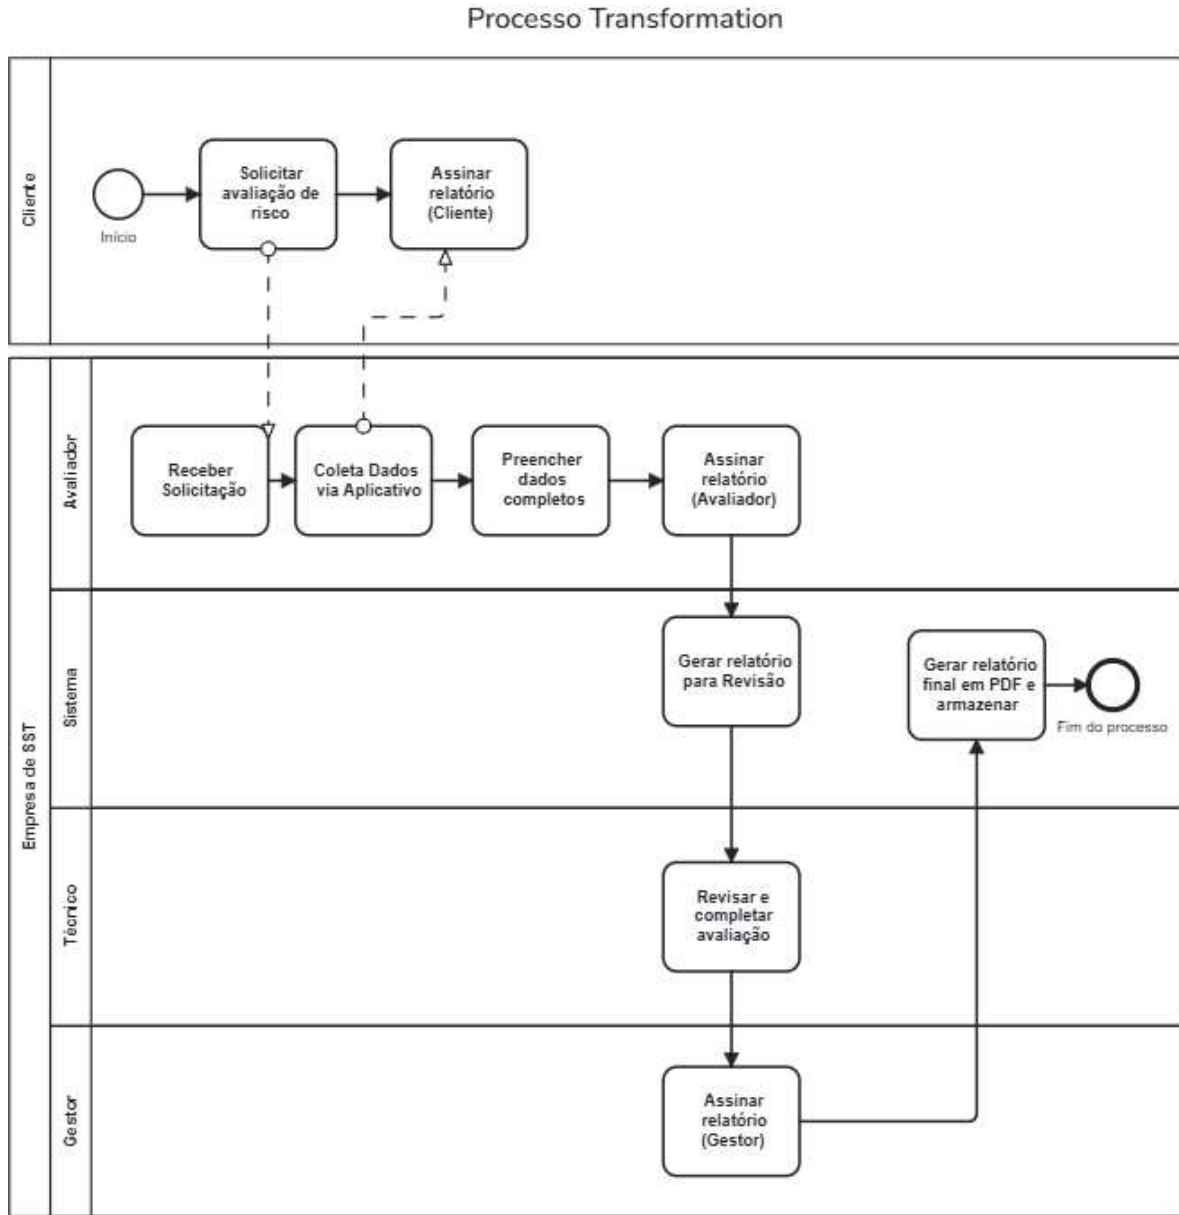 Processo Transformation
Cliente
Início
Solicitar
avaliação de
risco
Assinar
relatório
(Cliente)
Empresa de SST
Avaliador
Receber
Solicitação
Coleta Dados
via Aplicativo
Preencher
dados
completos
Assinar
relatório
(Avaliador)
Sistema
Gerar relatório
para Revisão
Gerar relatório
final em PDF e
armazenar
Fim do processo
Técnico
Revisar e
completar
avaliação
Gestor
Assinar
relatório
(Gestor)